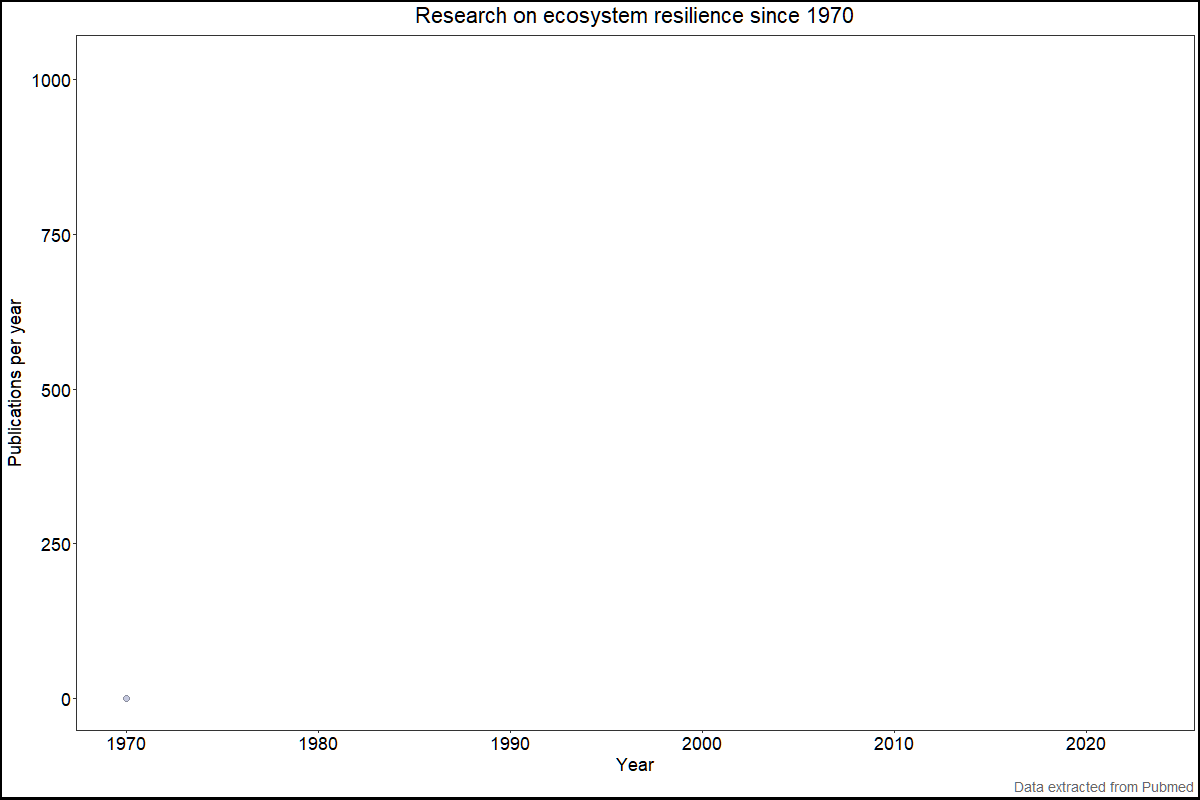 Research on ecosystem resilience since 1970
1000
750
500
250
0
Publications per year
1970 1980 1990 2000 2010 2020
Year
Data extracted from Pubmed